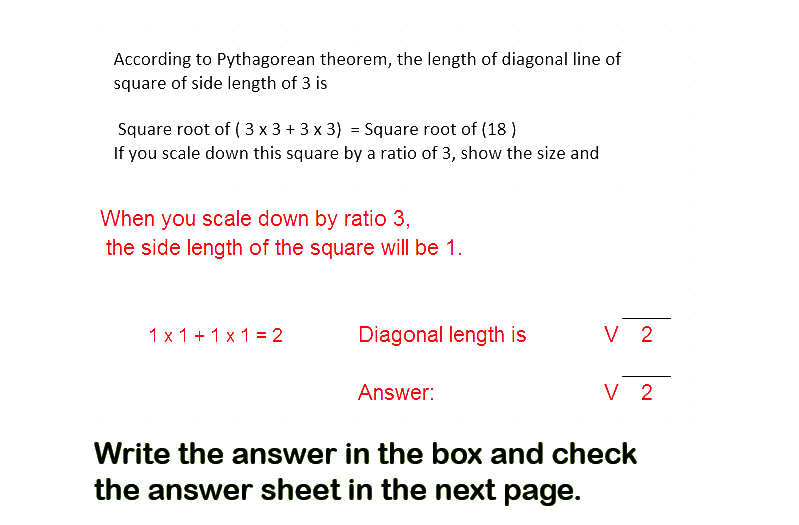 According to Pythagorean theorem, the length of diagonal line of
square of side length of 3 is
Square root of ( 3 x 3 + 3 x 3)  = Square root of (18 )
If you scale down this square by a ratio of 3, show the size and
When you scale down by ratio 3,
the side length of the square will be 1.
1 x 1 + 1 x 1 = 2 Diagonal length is V 2
Answer: V 2
Write the answer in the box and check
the answer sheet in the next page.